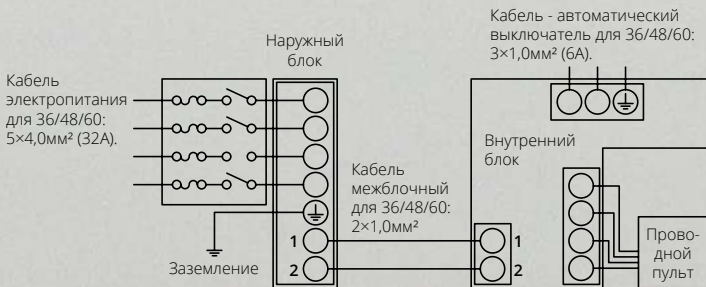 Кабель - автоматический
выключатель для 36/48/60:
3×1,0мм² (6А).
Наружный
блок
Кабель
электропитания
для 36/48/60:
5×4,0мм² (32А).
Внутренний
блок
Кабель
межблочный
для 36/48/60:
2×1,0мм²
1
2
Заземление
1
2
Прово-
дной
пульт